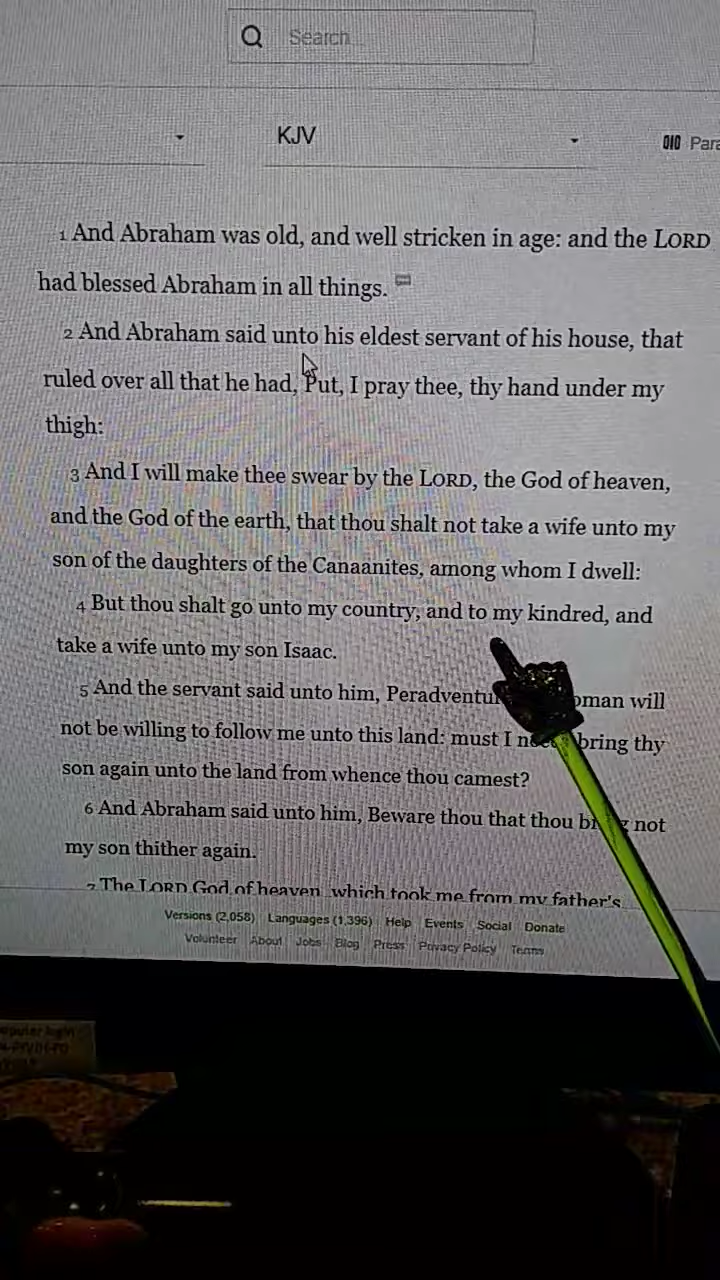 Search
KJV
Para
1 And Abraham was old, and well stricken in age: and the LORD
had blessed Abraham in all things.
2 And Abraham said unto his eldest servant of his house, that
ruled over all that he had, Put, I pray thee, thy hand under my
thigh:
3 And I will make thee swear by the LORD, the God of heaven,
and the God of the earth, that thou shalt not take a wife unto my
son of the daughters of the Canaanites, among whom I dwell:
4 But thou shalt go unto my country, and to my kindred, and
take a wife unto my son Isaac.
5 And the servant said unto him, will
not be willing to follow me unto this land: must I bring thy
son again unto the land from whence thou camest?
6 And Abraham said unto him, Beware thou that thou not
my son thither again.
7 The LORD God of heaven, which took me from my father's
Versions (2,058) Languages (1,396) Help Events Social Donate
Volunteer About Jobs Blog Press Privacy Policy Terms